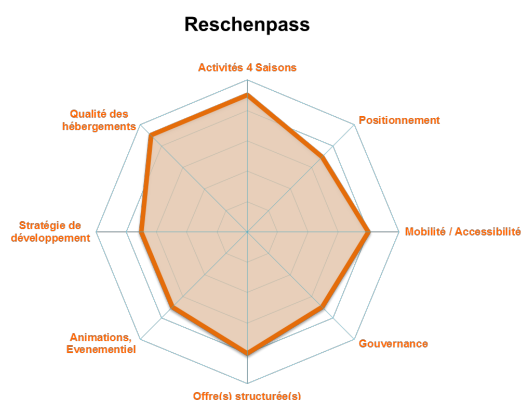 Reschenpass
Activités 4 Saisons
Qualité des
hébergements
Positionnement
Stratégie de
développement
Mobilité / Accessibilité
Animations,
Evenementiel
Gouvernance
Offre(s) structurée(s)